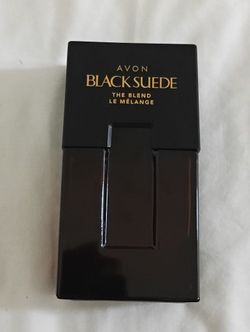 AVON
BLACK SUEDE
THE BLEND
LE MÉLANGE